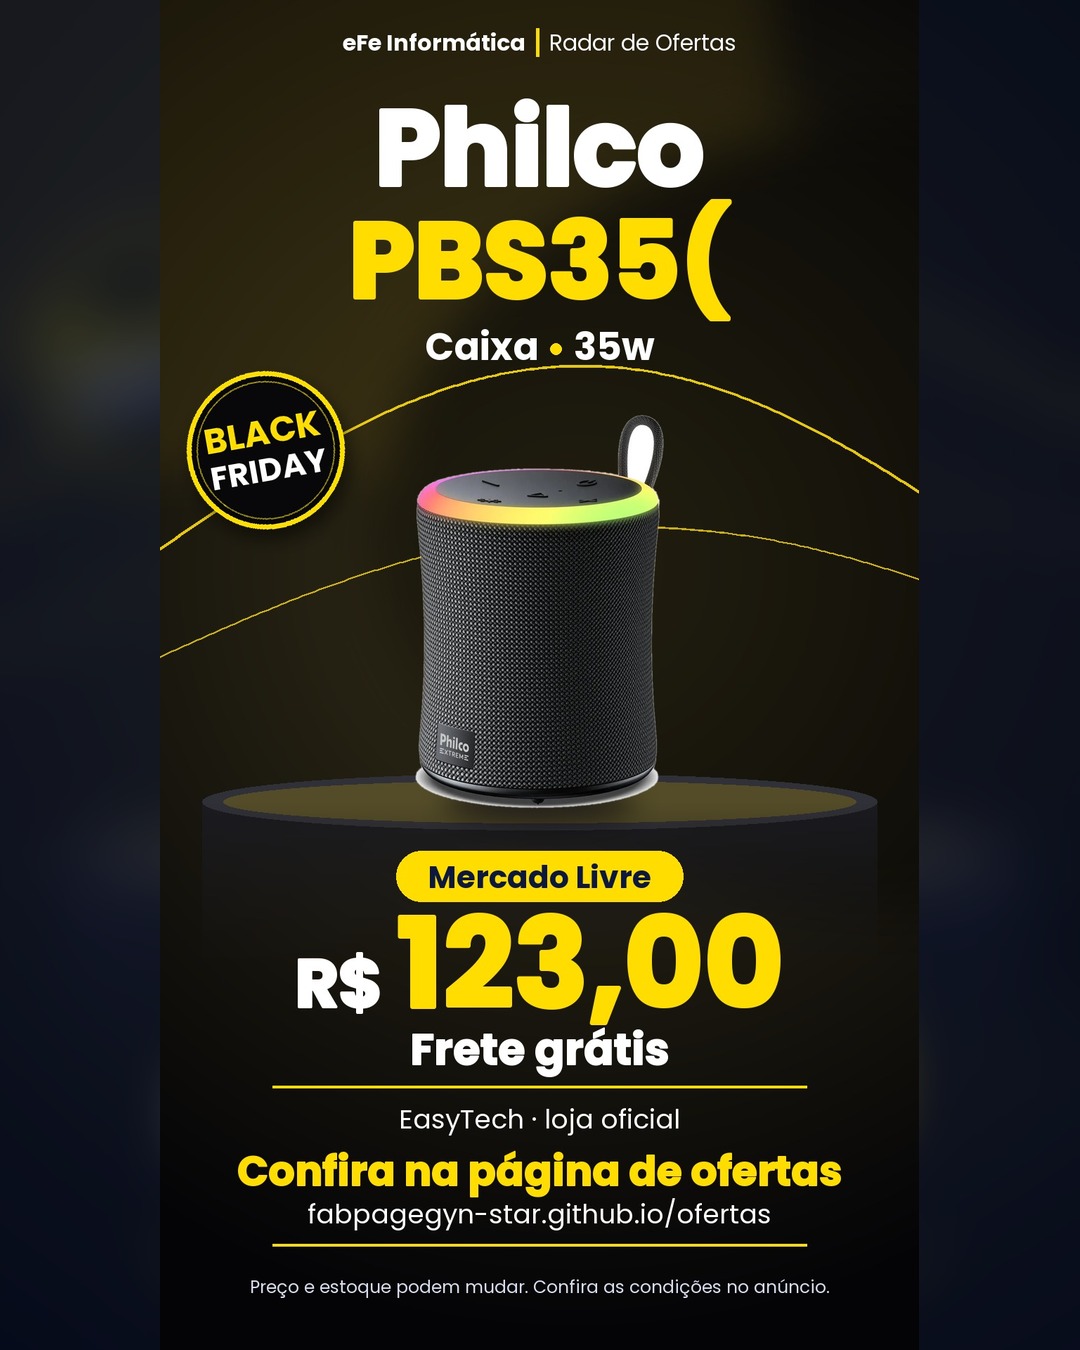 eFe Informática | Radar de Ofertas
Philco
PBS35(
Caixa • 35w
BLACK
FRIDAY
Philco
EXTREME
Mercado Livre
R$ 123,00
Frete grátis
EasyTech · loja oficial
Confira na página de ofertas
fabpagegyn-star.github.io/ofertas
Preço e estoque podem mudar. Confira as condições no anúncio.